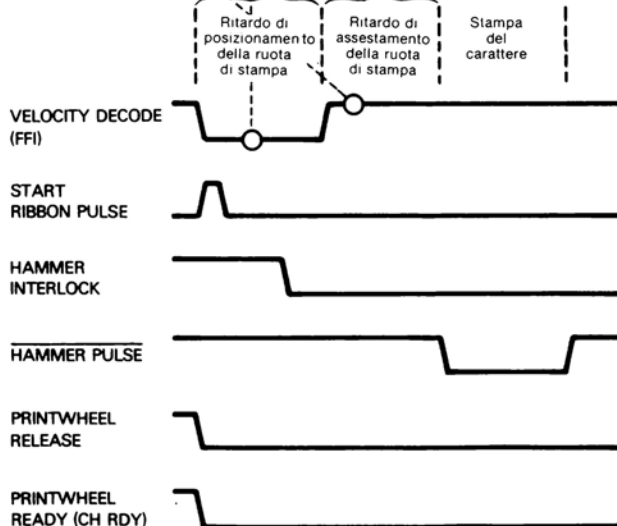 Ritardo di
posizionamento
della ruota
di stampa
Ritardo di
assestamento
della ruota
di stampa
Stampa
del
carattere
VELOCITY DECODE
(FFI)
START
RIBBON PULSE
HAMMER
INTERLOCK
HAMMER PULSE
PRINTWHEEL
RELEASE
PRINTWHEEL
READY (CH RDY)